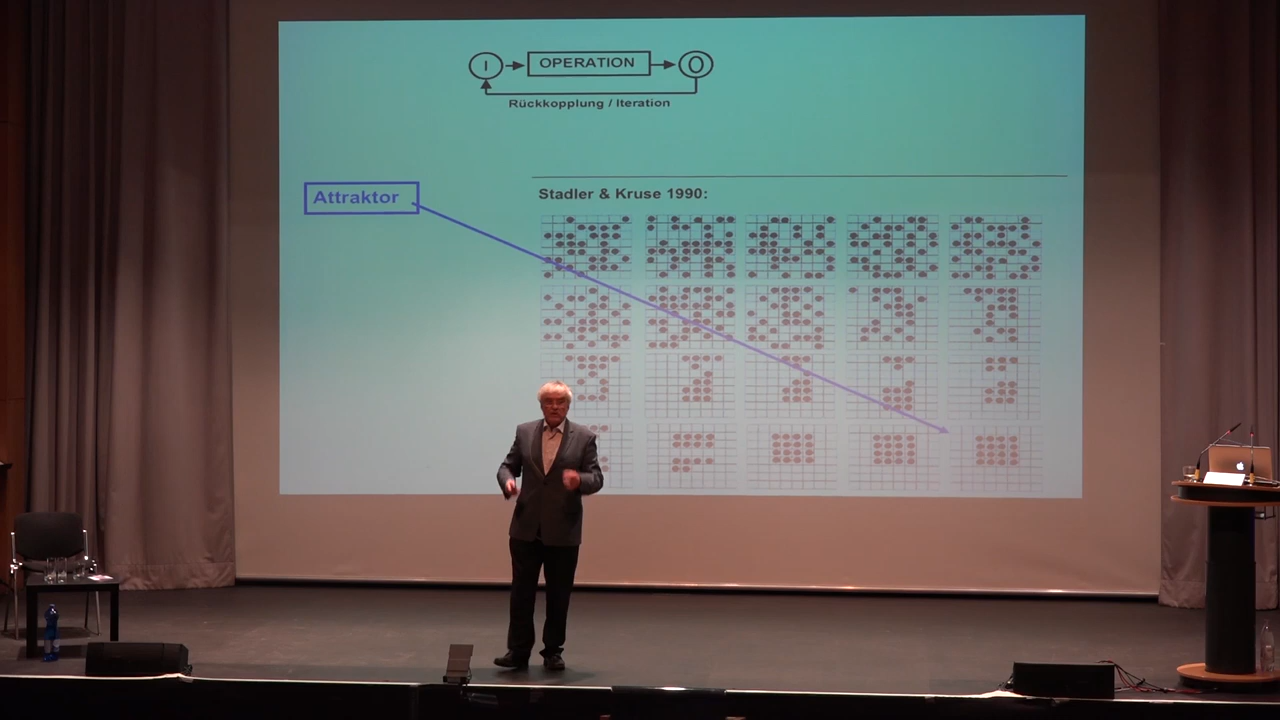 I
OPERATION
O
Rückkopplung / Iteration
Attraktor
Stadler & Kruse 1990: